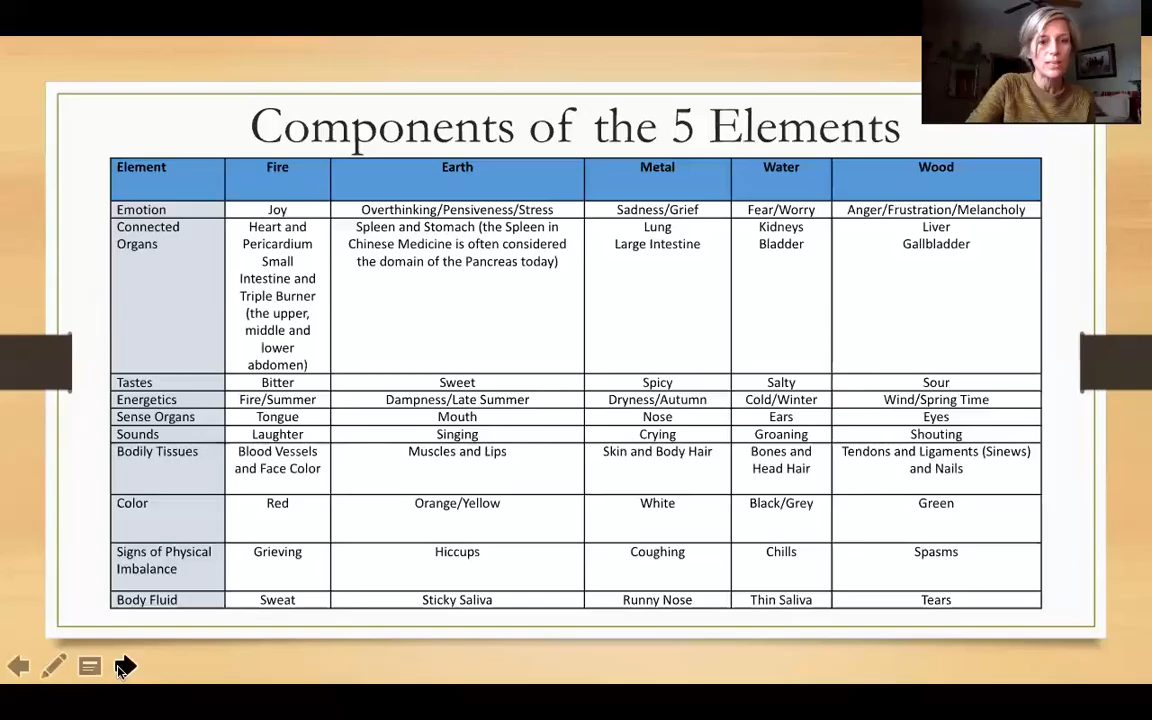 Components of the 5 Elements
Element Fire Earth Metal Water Wood
Emotion Joy Overthinking/Pensiveness/Stress Sadness/Grief Fear/Worry Anger/Frustration/Melancholy
Connected Heart and Spleen and Stomach (the Spleen in Lung Kidneys Liver
Organs Pericardium Chinese Medicine is often considered Large Intestine Bladder Gallbladder
Small the domain of the Pancreas today)
Intestine and
Triple Burner
(the upper,
middle and
lower
abdomen)
Tastes Bitter Sweet Spicy Salty Sour
Energetics Fire/Summer Dampness/Late Summer Dryness/Autumn Cold/Winter Wind/Spring Time
Sense Organs Tongue Mouth Nose Ears Eyes
Sounds Laughter Singing Crying Groaning Shouting
Bodily Tissues Blood Vessels Muscles and Lips Skin and Body Hair Bones and Tendons and Ligaments (Sinews)
and Face Color Head Hair and Nails
Color Red Orange/Yellow White Black/Grey Green
Signs of Physical Grieving Hiccups Coughing Chills Spasms
Imbalance
Body Fluid Sweat Sticky Saliva Runny Nose Thin Saliva Tears